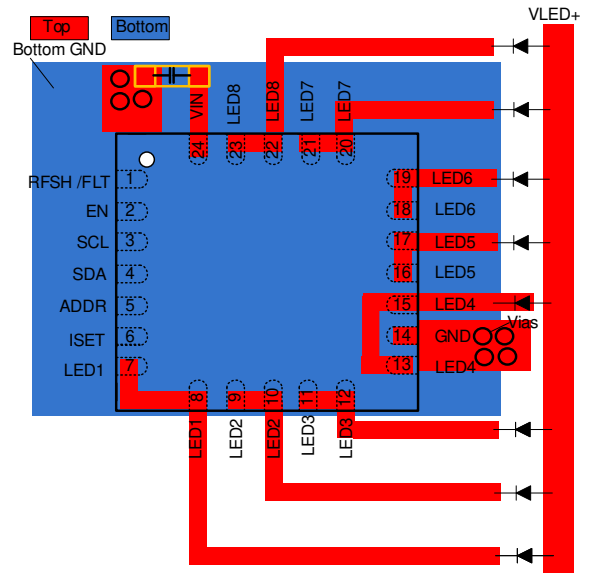 VLED+
Top
Bottom
Bottom GND
VIN
LED8
LED8
LED7
LED7
24
23
22
21
20
RFSH /FLT
1
19
LED6
EN
2
18
LED6
SCL
3
17
LED5
SDA
4
16
LED5
ADDR
5
15
LED4
Vias
ISET
6
14
GND
LED1
7
13
LED4
8
9
10
11
12
LED1
LED2
LED2
LED3
LED3